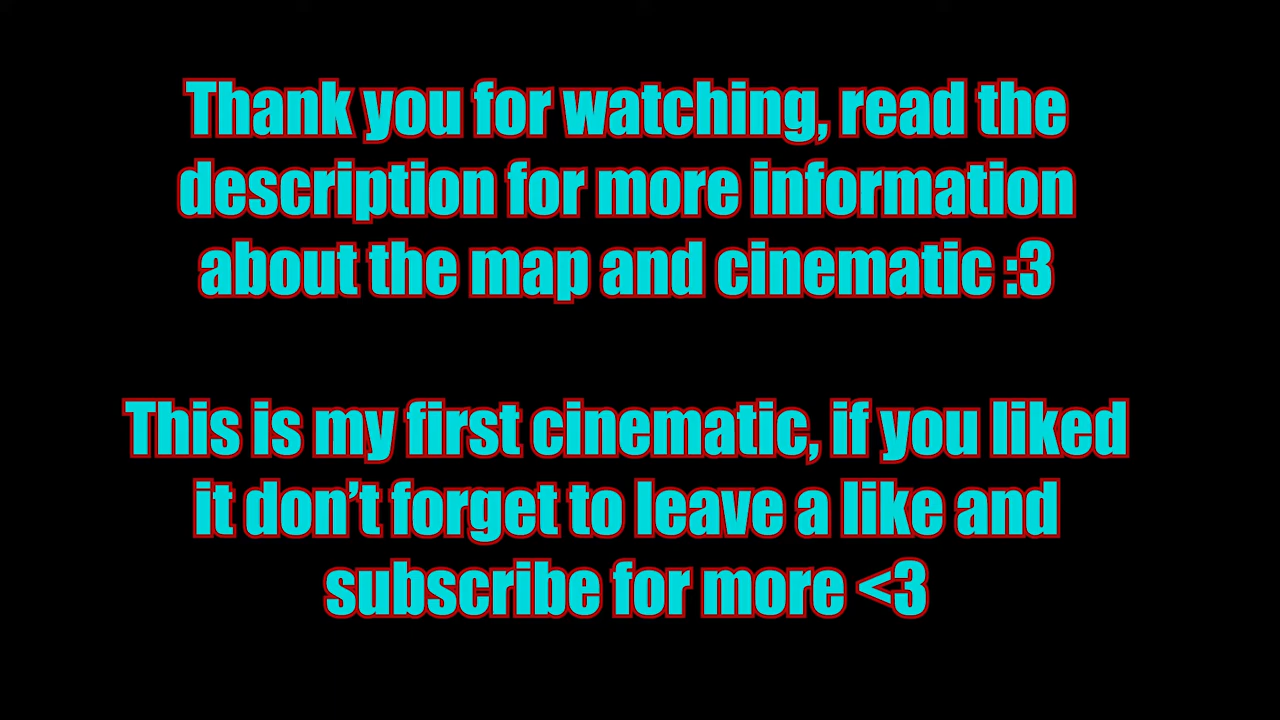 Thank you for watching, read the
description for more information
about the map and cinematic :3
This is my first cinematic, if you liked
it don’t forget to leave a like and
subscribe for more <3